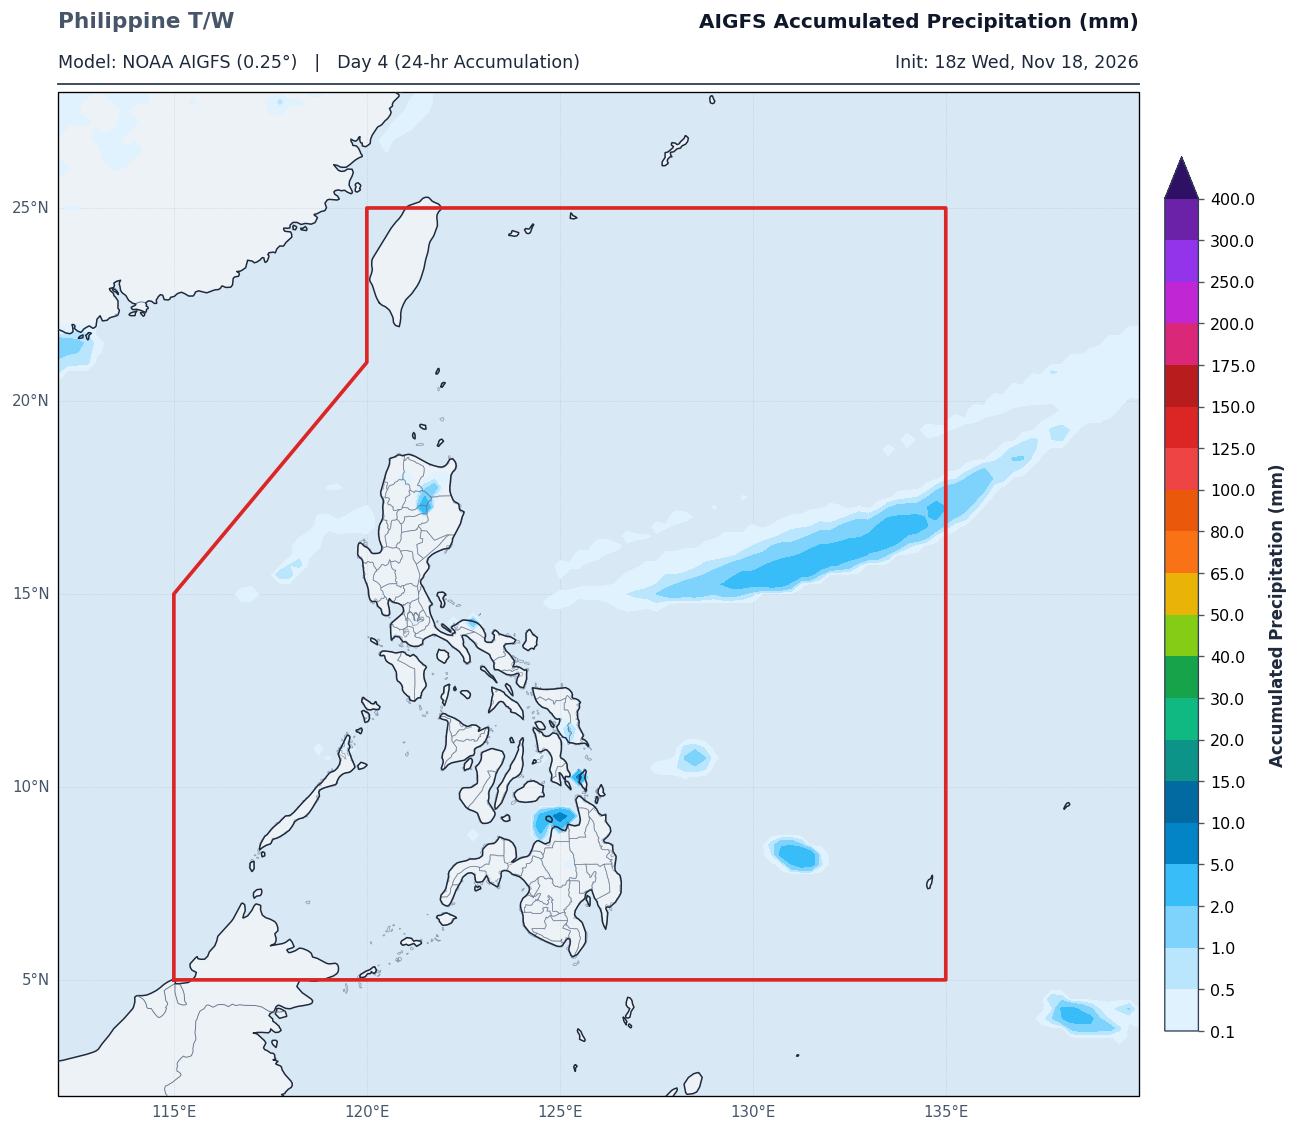 Philippine T/W
AIGFS Accumulated Precipitation (mm)
Model: NOAA AIGFS (0.25°)   |   Day 4 (24-hr Accumulation)
Init: 18z Wed, Nov 18, 2026
25°N
20°N
15°N
10°N
5°N
115°E
120°E
125°E
130°E
135°E
400.0
300.0
250.0
200.0
175.0
150.0
125.0
100.0
80.0
65.0
50.0
40.0
30.0
20.0
15.0
10.0
5.0
2.0
1.0
0.5
0.1
Accumulated Precipitation (mm)